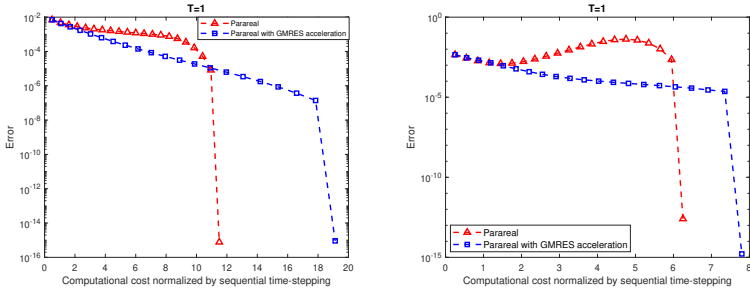 T=1
10^-2
10^-4
10^-6
10^-8
10^-10
10^-12
10^-14
10^-16
Error
Parareal
Parareal with GMRES acceleration
0 2 4 6 8 10 12 14 16 18 20
Computational cost normalized by sequential time-stepping
T=1
10^0
10^-5
10^-10
10^-15
Error
Parareal
Parareal with GMRES acceleration
0 1 2 3 4 5 6 7 8
Computational cost normalized by sequential time-stepping